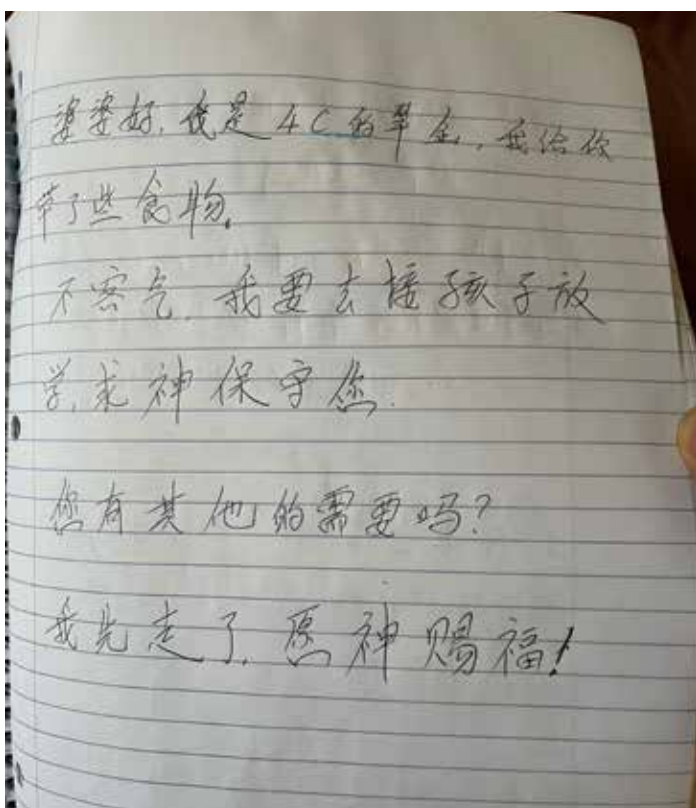 婆婆好,我是4C的, 我给你
带了些食物.
不客气, 我要去接孩子放
学, 求神保守您.
您有其他的需要吗?
我先走了, 愿神赐福!